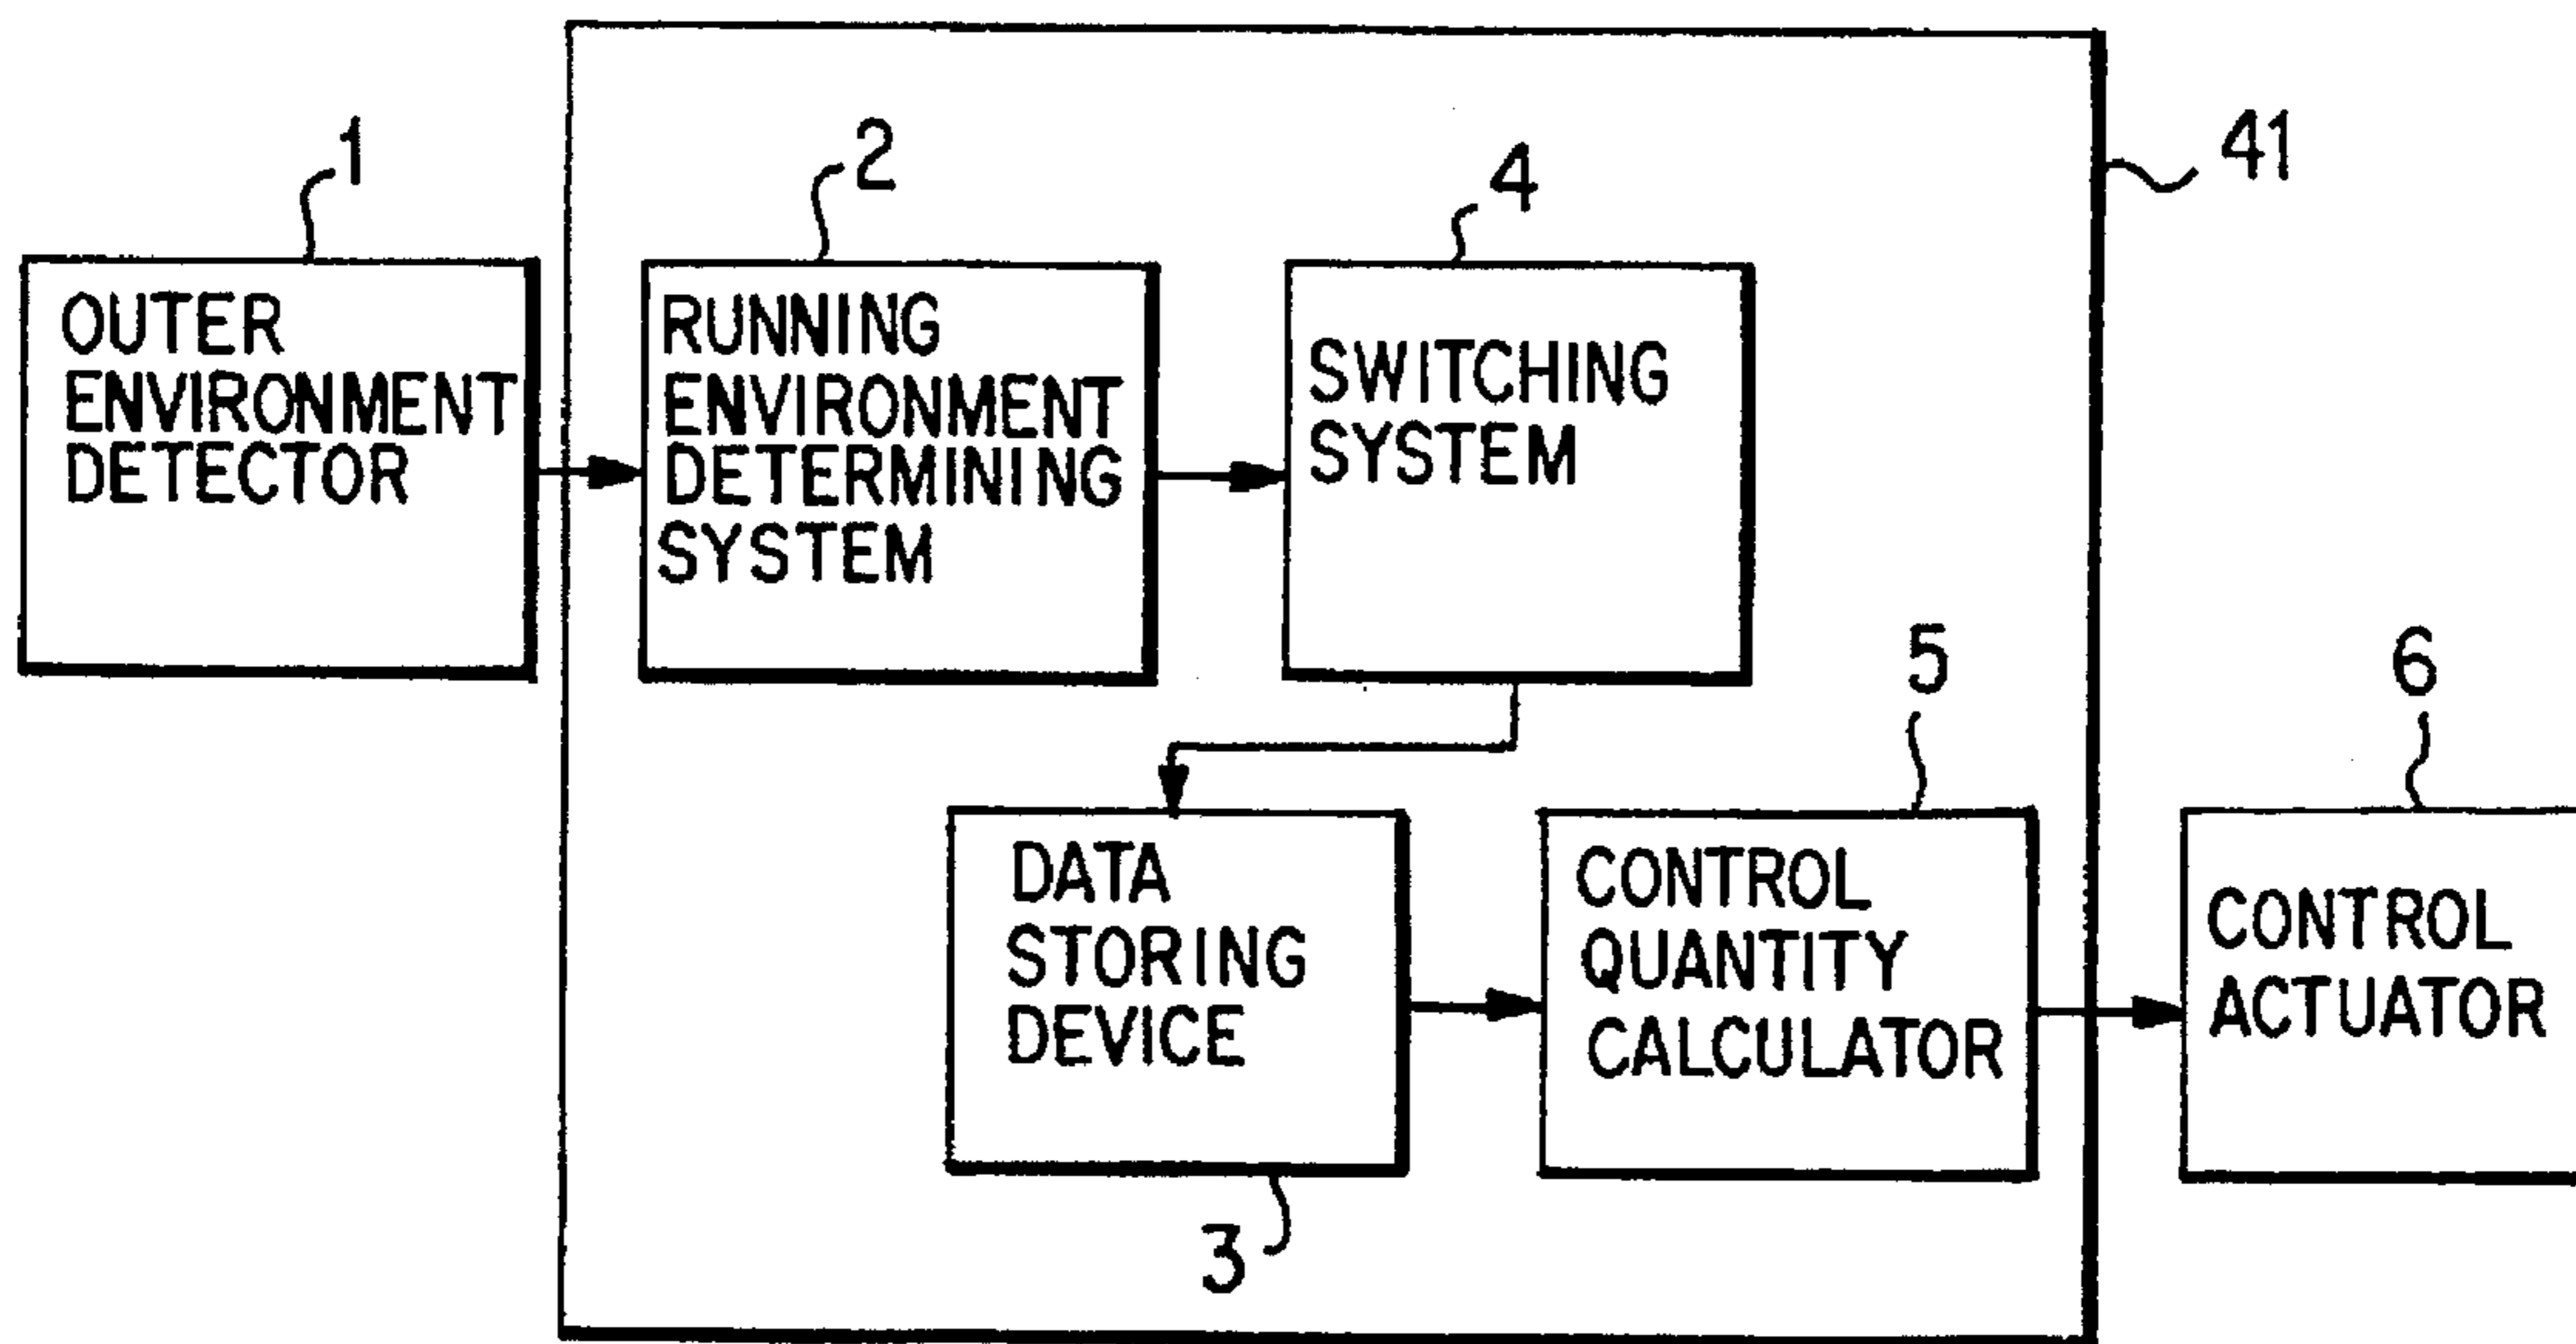 1
2
4
41
OUTER
ENVIRONMENT
DETECTOR
RUNNING
ENVIRONMENT
DETERMINING
SYSTEM
SWITCHING
SYSTEM
5
6
DATA
STORING
DEVICE
CONTROL
QUANTITY
CALCULATOR
CONTROL
ACTUATOR
3